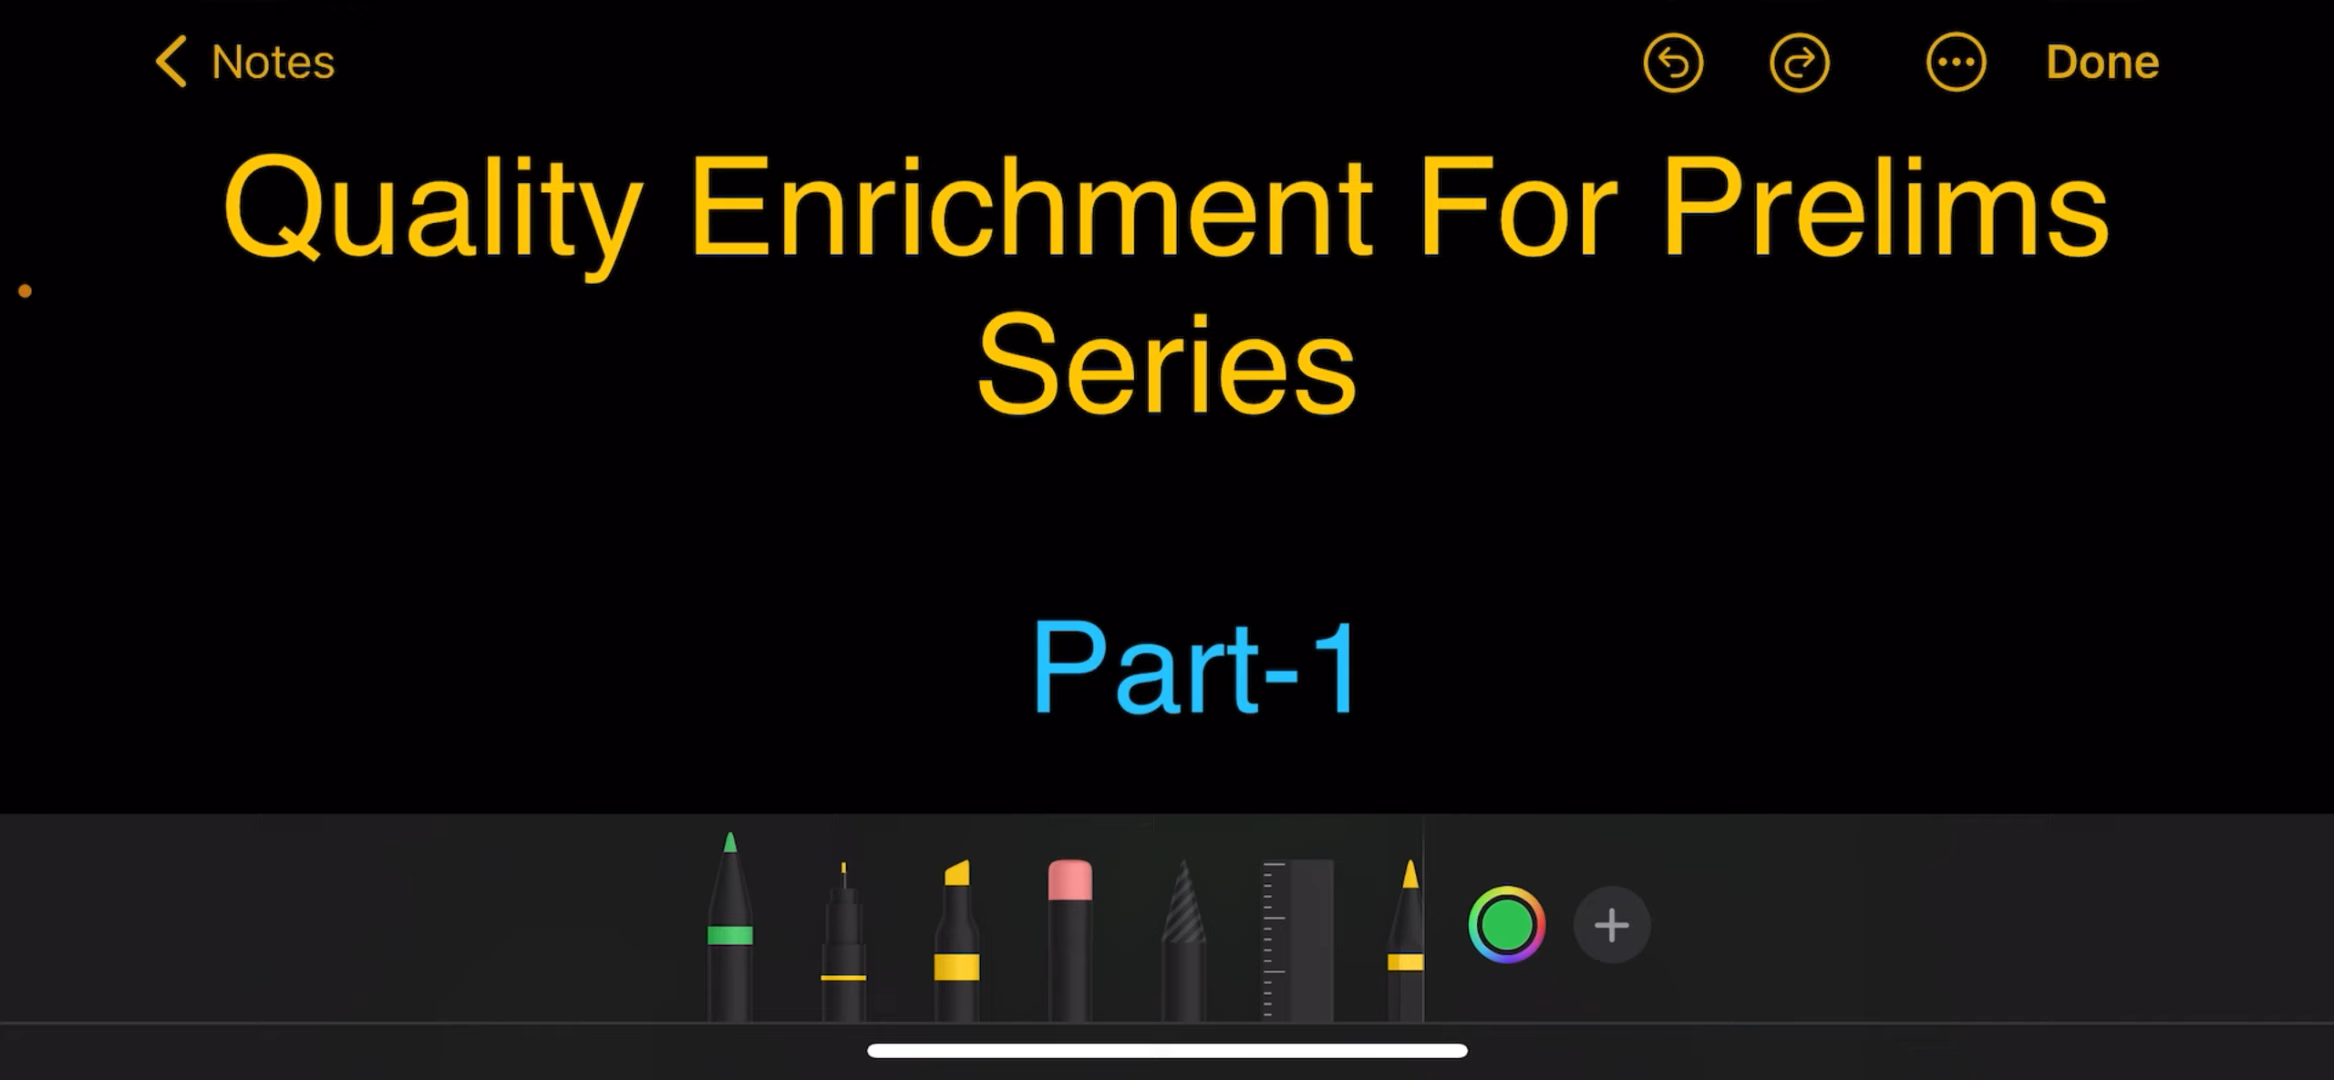 Notes
Done
Quality Enrichment For Prelims
Series
Part-1